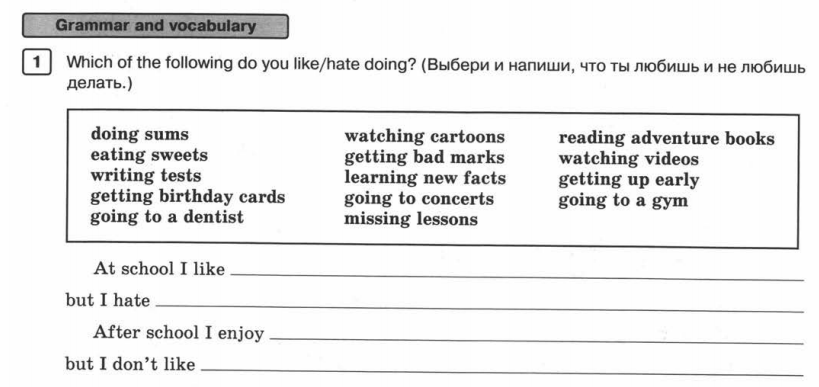 Grammar and vocabulary
1 Which of the following do you like/hate doing? (Выбери и напиши, что ты любишь и не любишь
делать.)
doing sums
eating sweets
writing tests
getting birthday cards
going to a dentist
watching cartoons
getting bad marks
learning new facts
going to concerts
missing lessons
reading adventure books
watching videos
getting up early
going to a gym
At school I like
but I hate
After school I enjoy
but I don't like